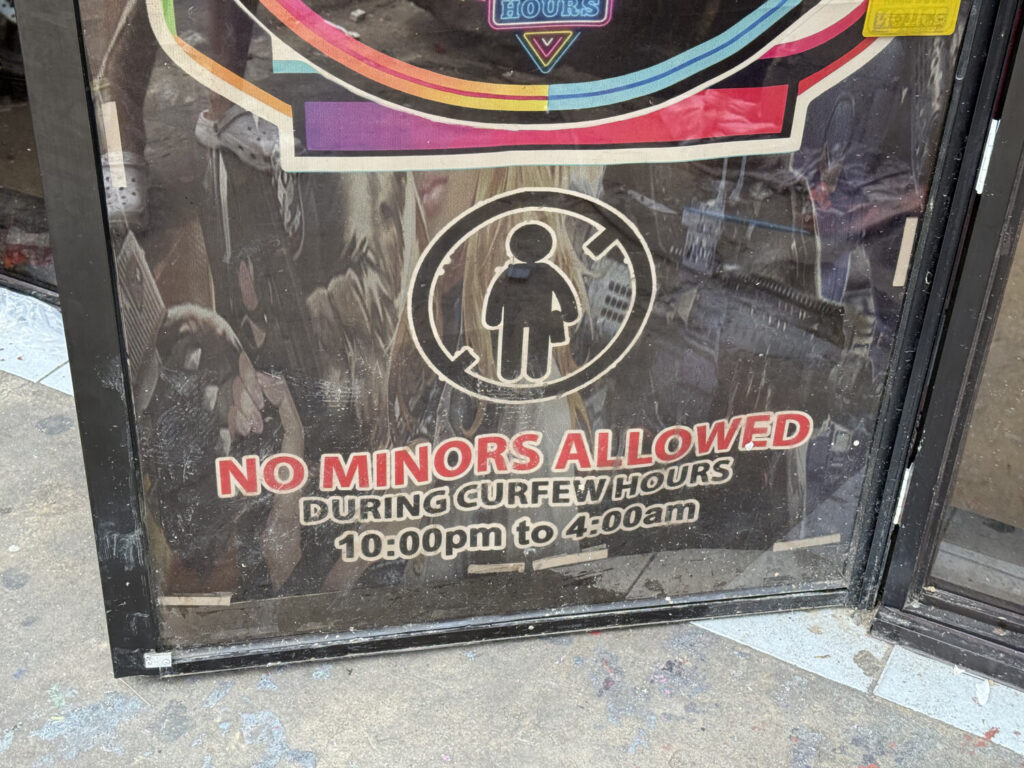 HOURS
NO MINORS ALLOWED
DURING CURFEW HOURS
10:00pm to 4:00am